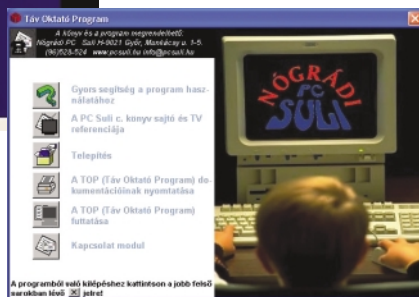 Táv Oktató Program
A könyv és a program megrendelhető:
Nógrádi PC Suli H-9021 Győr, Munkácsy u. 1-5.
(96)528-524 www.pcsuli.hu info@pcsuli.hu
Gyors segítség a program hasz-
nálatához
A PC Suli c. könyv sajtó és TV
referenciája
Telepítés
A TOP (Táv Oktató Program) do-
kumentációinak nyomtatása
A TOP (Táv Oktató Program)
futtatása
Kapcsolat modul
NÓGRÁDI
PC
SULI
A programból való kilépéshez kattintson a jobb felső
sarokban lévő X jelre!